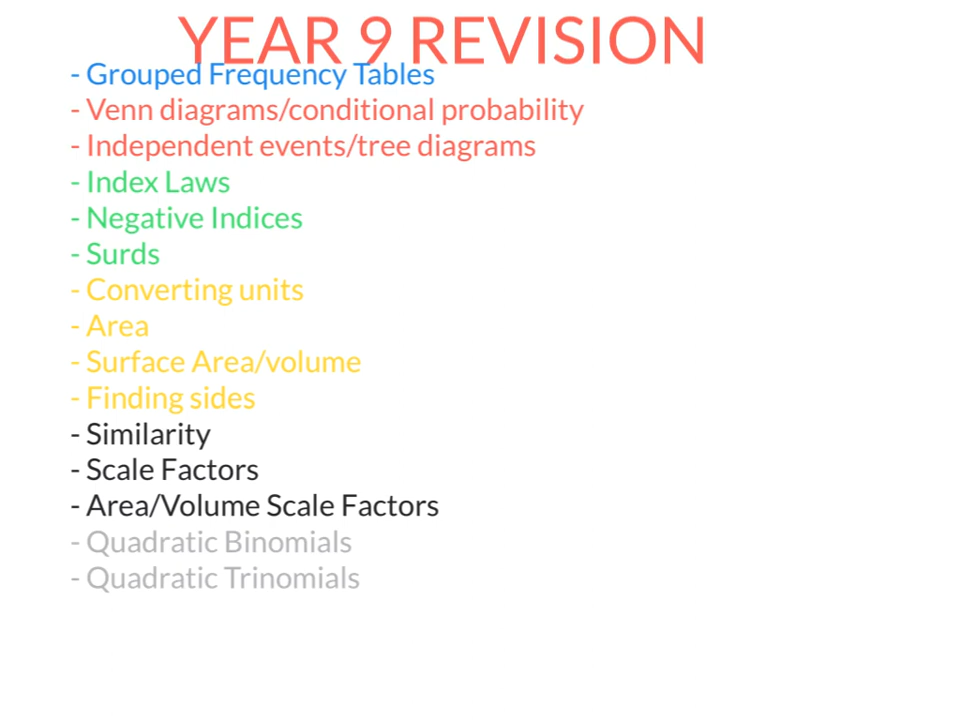 YEAR 9 REVISION
- Grouped Frequency Tables
- Venn diagrams/conditional probability
- Independent events/tree diagrams
- Index Laws
- Negative Indices
- Surds
- Converting units
- Area
- Surface Area/volume
- Finding sides
- Similarity
- Scale Factors
- Area/Volume Scale Factors
- Quadratic Binomials
- Quadratic Trinomials